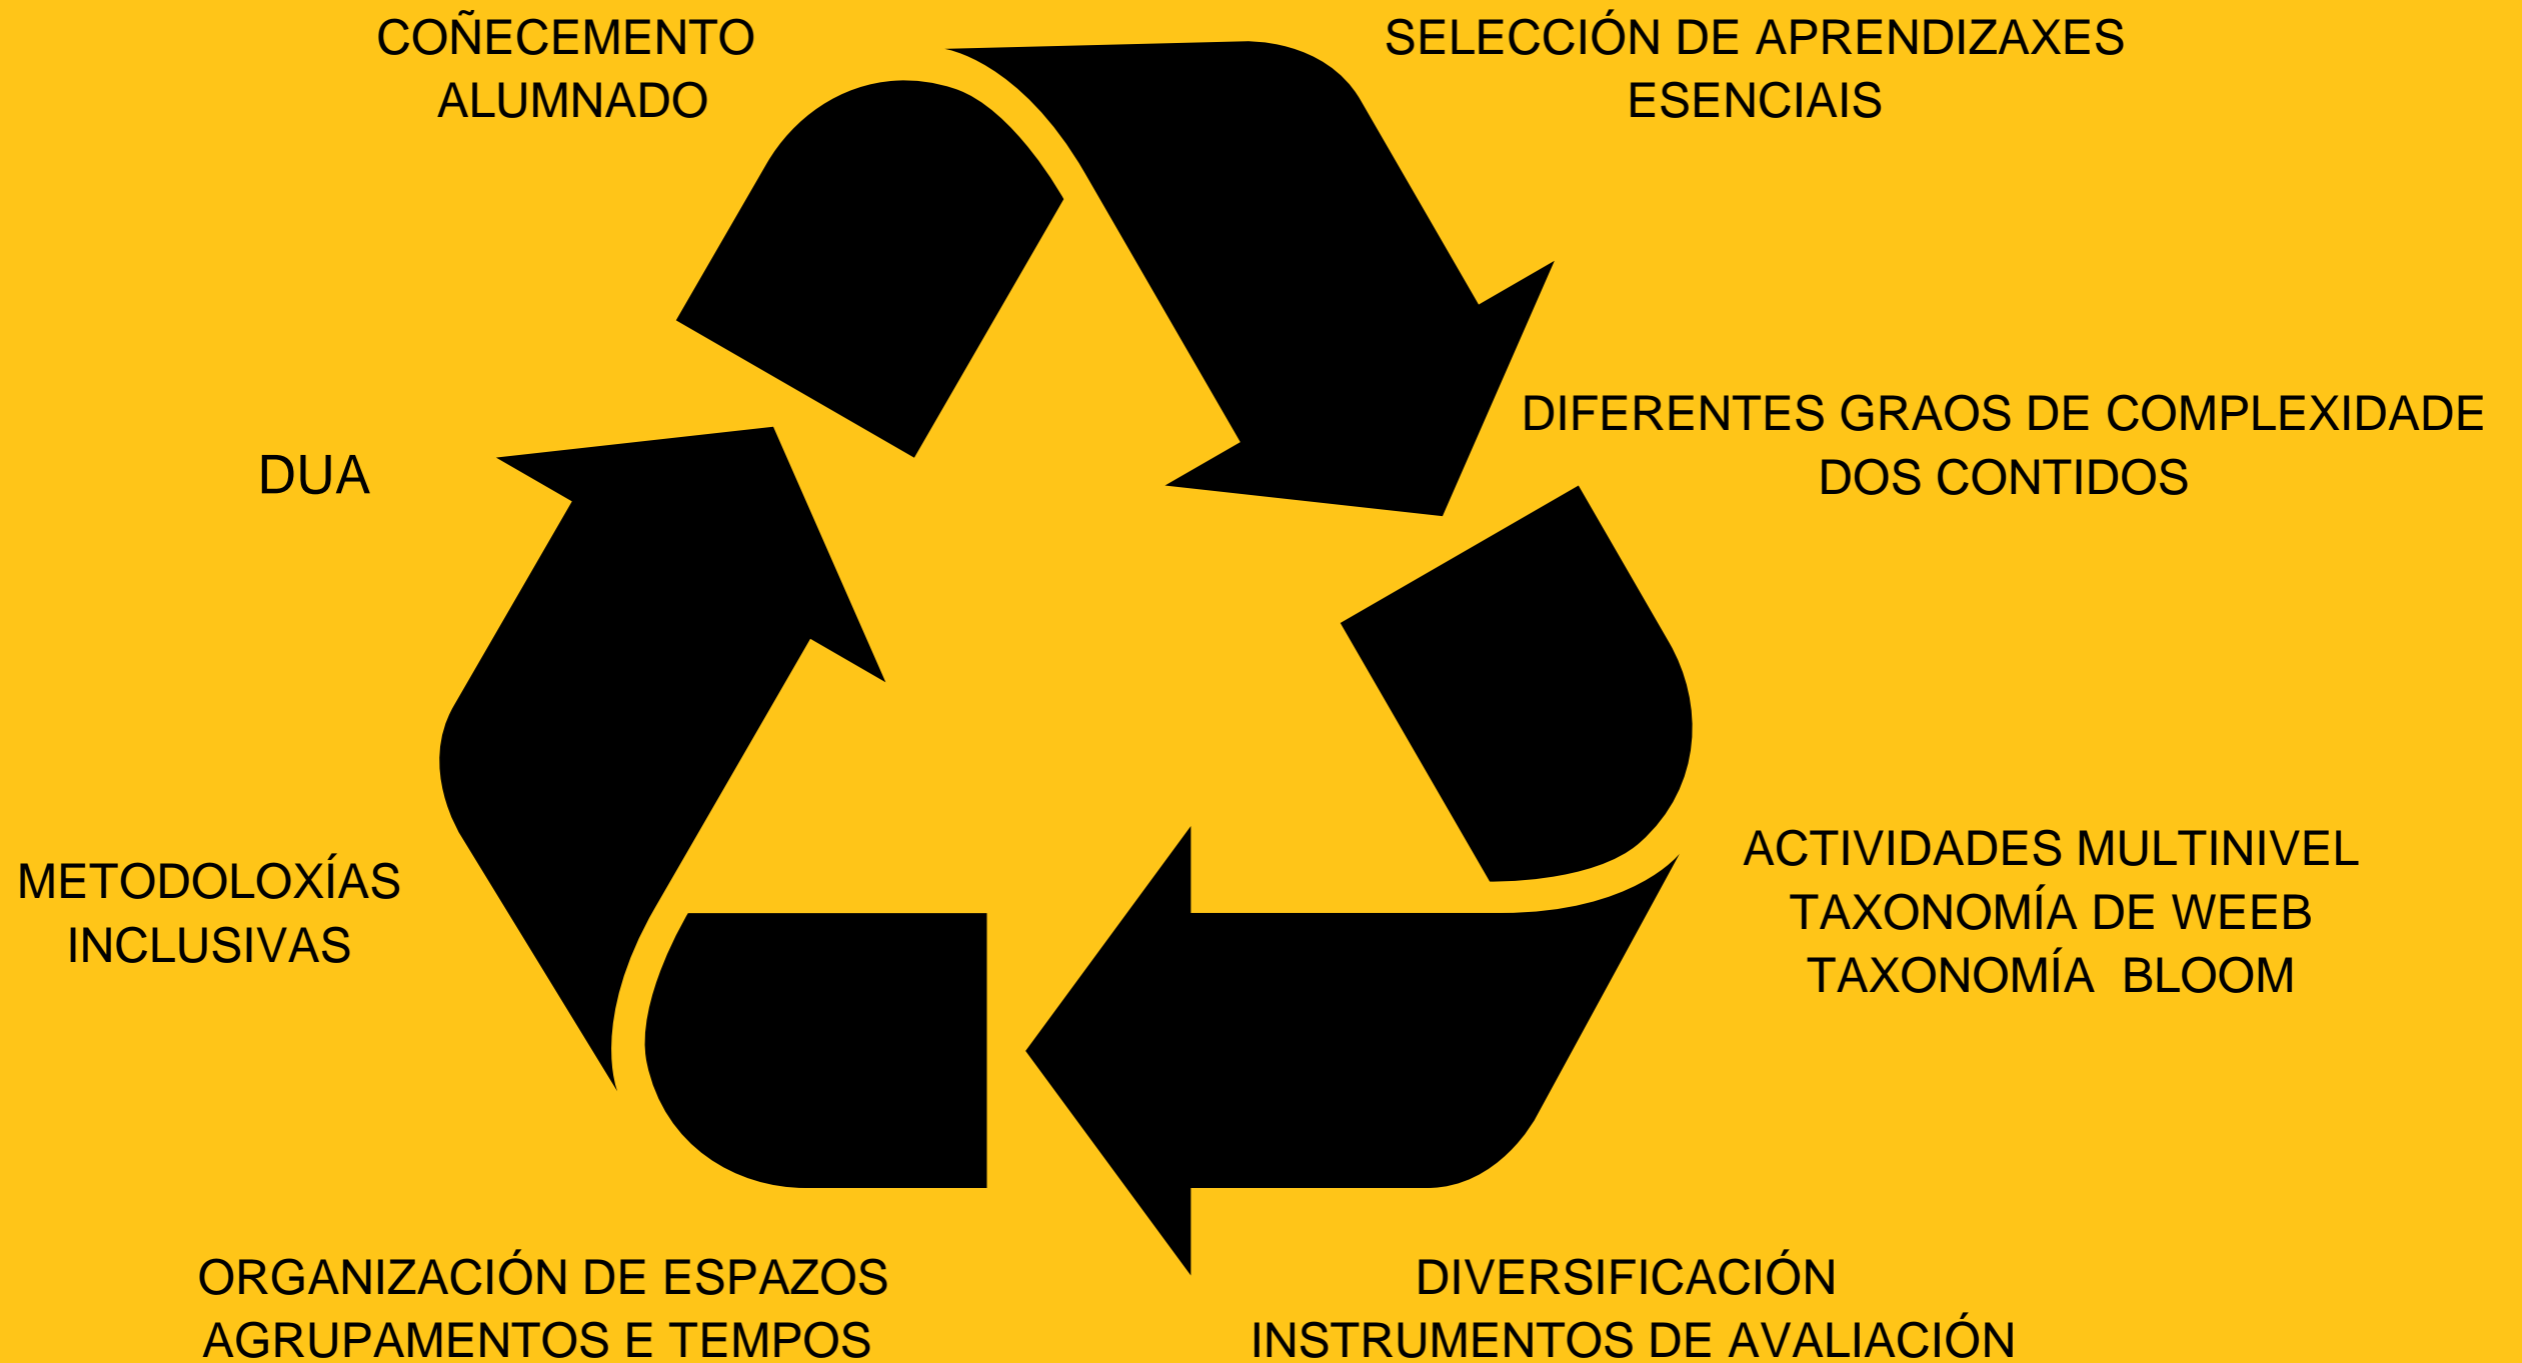 COÑECEMENTO
ALUMNADO
SELECCIÓN DE APRENDIZAXES
ESENCIAIS
DIFERENTES GRAOS DE COMPLEXIDADE
DOS CONTIDOS
DUA
ACTIVIDADES MULTINIVEL
TAXONOMÍA DE WEEB
TAXONOMÍA BLOOM
METODOLOXÍAS
INCLUSIVAS
ORGANIZACIÓN DE ESPAZOS
AGRUPAMENTOS E TEMPOS
DIVERSIFICACIÓN
INSTRUMENTOS DE AVALIACIÓN